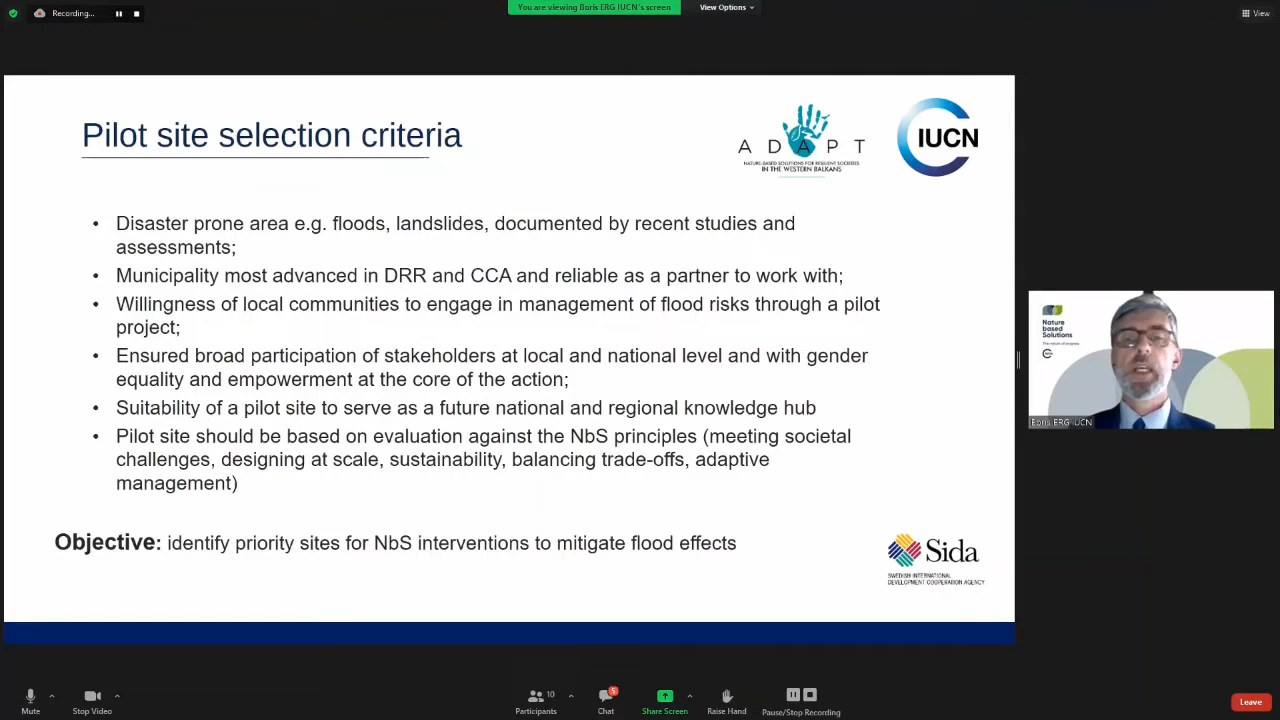 Recording...
You are viewing Boris ERG IUCN's screen
View Options
View
Pilot site selection criteria
A D A P T
NATURE-BASED SOLUTIONS FOR RESILIENT SOCIETIES
IN THE WESTERN BALKANS
IUCN
• Disaster prone area e.g. floods, landslides, documented by recent studies and
assessments;
• Municipality most advanced in DRR and CCA and reliable as a partner to work with;
• Willingness of local communities to engage in management of flood risks through a pilot
project;
• Ensured broad participation of stakeholders at local and national level and with gender
equality and empowerment at the core of the action;
• Suitability of a pilot site to serve as a future national and regional knowledge hub
• Pilot site should be based on evaluation against the NbS principles (meeting societal
challenges, designing at scale, sustainability, balancing trade-offs, adaptive
management)
Objective: identify priority sites for NbS interventions to mitigate flood effects
Sida
SWEDISH INTERNATIONAL
DEVELOPMENT COOPERATION AGENCY
Nature
based
Solutions
Boris ERG IUCN
Mute
Stop Video
10
Participants
5
Chat
Share Screen
Raise Hand
Pause/Stop Recording
Leave